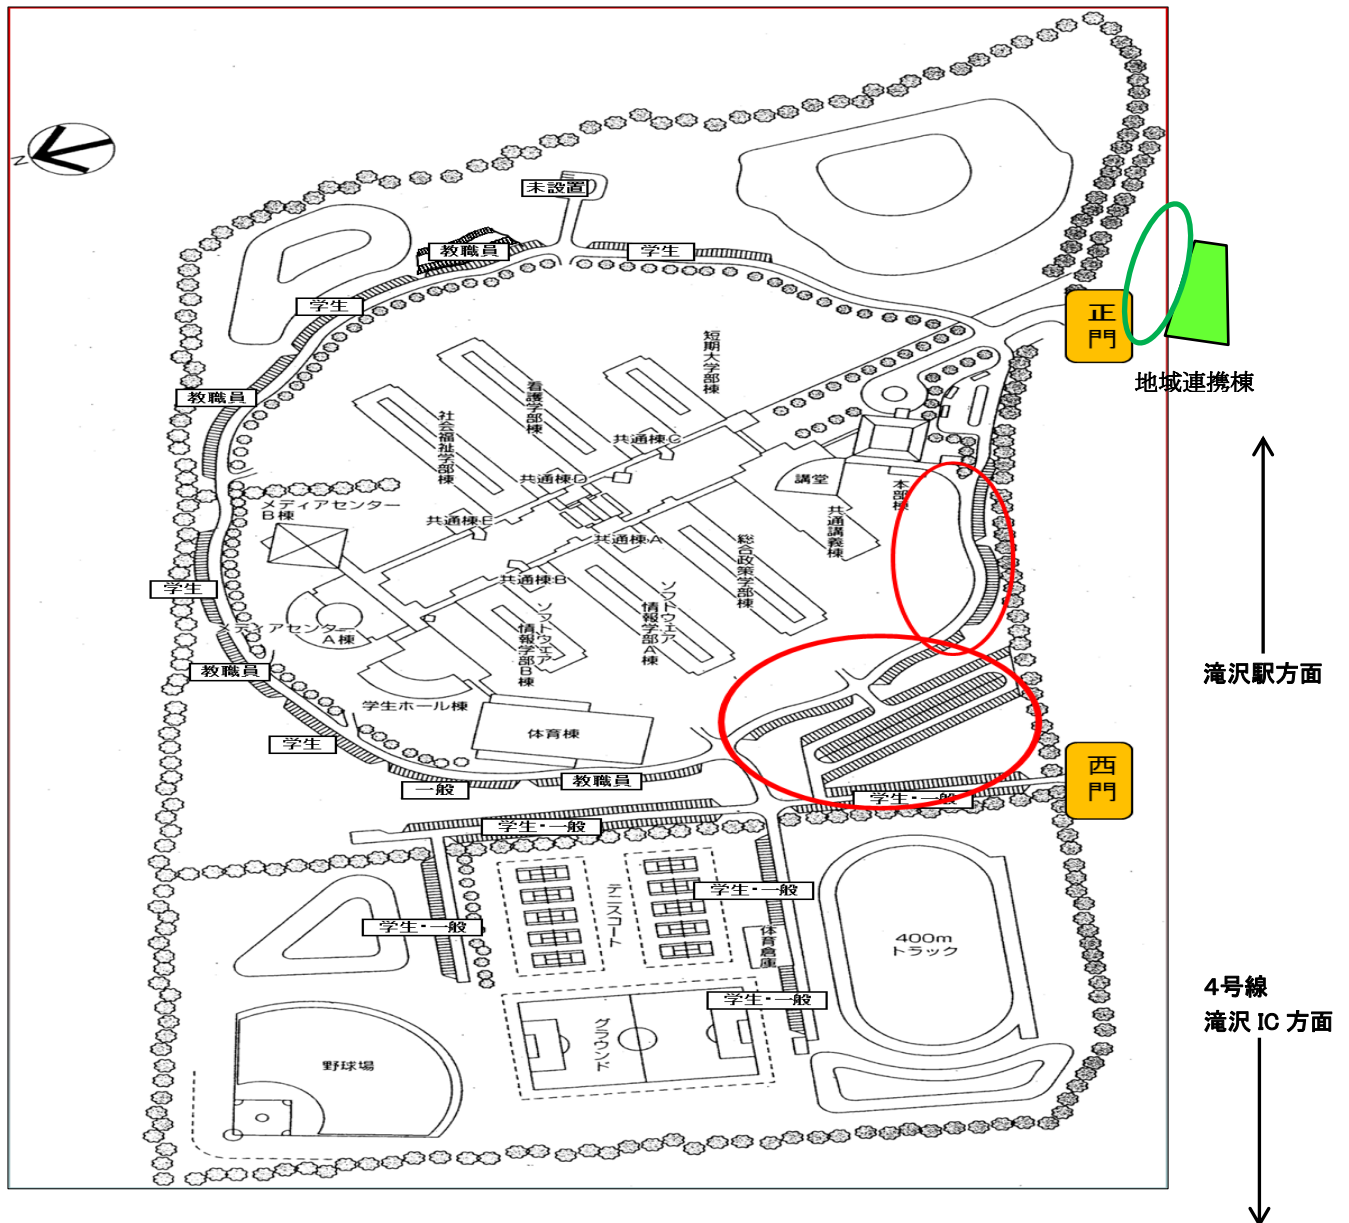 N
未設置
教職員
学生
学生
正門
地域連携棟
教職員
短期大学部棟
看護学部棟
社会福祉学部棟
共通棟C
共通棟D
講堂
本部棟
メディアセンター
B棟
共通棟E
共通講義棟
共通棟A
総合政策学部棟
共通棟B
学生
ソフトウェア
情報学部A棟
ソフトウェア
情報学部B棟
メディアセンター
A棟
教職員
滝沢駅方面
学生ホール棟
体育棟
学生
教職員
一般
西門
学生・一般
学生・一般
テニスコート
学生・一般
学生・一般
体育倉庫
400m
トラック
学生・一般
4号線
滝沢 IC 方面
グラウンド
野球場